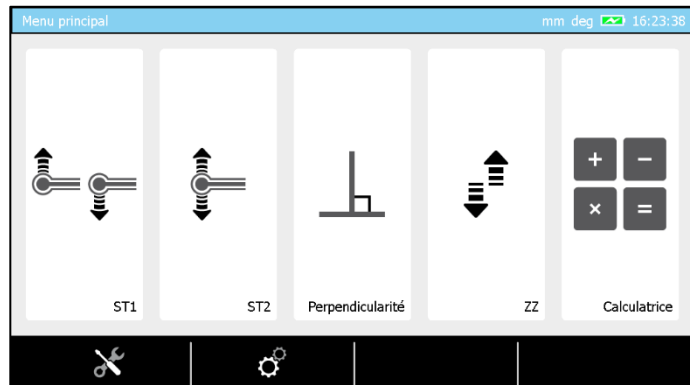 Menu principal
mm deg 16:23:38
+ -
× =
ST1
ST2
Perpendicularité
ZZ
Calculatrice